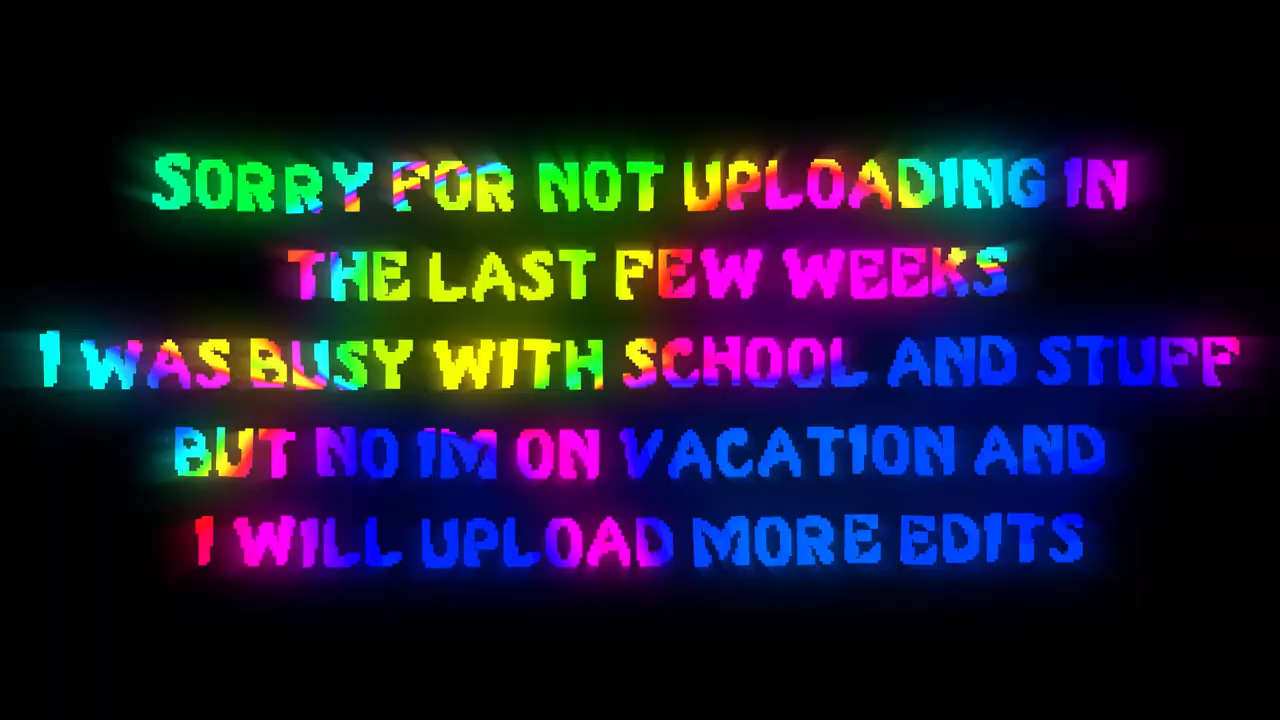 SORRY FOR NOT UPLOADING IN
THE LAST FEW WEEKS
I WAS BUSY WITH SCHOOL AND STUFF
BUT NO IM ON VACATION AND
I WILL UPLOAD MORE EDITS